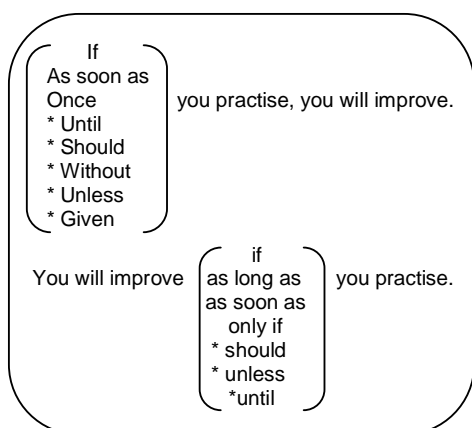 If
As soon as
Once you practise, you will improve.
* Until
* Should
* Without
* Unless
* Given
if
You will improve as long as you practise.
as soon as
only if
* should
* unless
*until